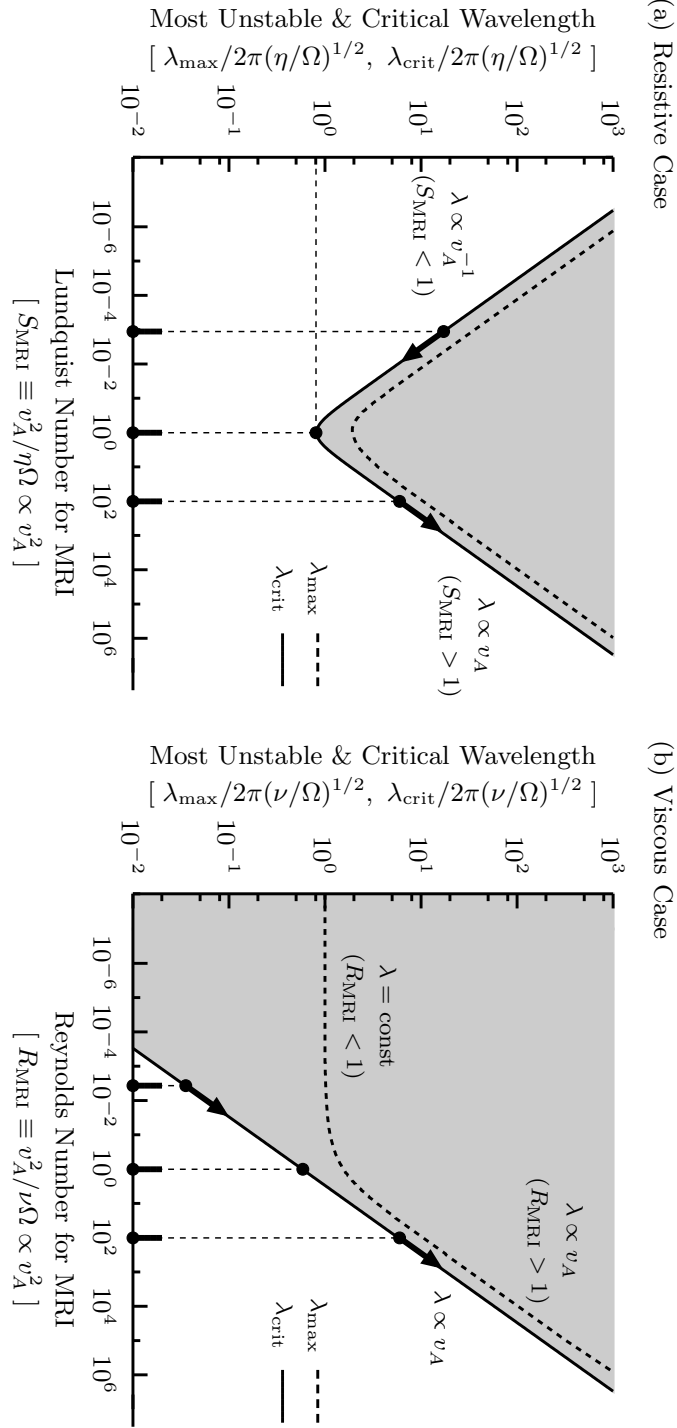 (a) Resistive Case
Most Unstable & Critical Wavelength
[ λmax/2π(η/Ω)^1/2, λcrit/2π(η/Ω)^1/2 ]
10^3
10^2
10^1
10^0
10^−1
10^−2
λ ∝ v_A^−1
(S_MRI < 1)
λ ∝ v_A
(S_MRI > 1)
λmax
λcrit
10^−6 10^−4 10^−2 10^0 10^2 10^4 10^6
Lundquist Number for MRI
[ S_MRI ≡ v_A^2/ηΩ ∝ v_A^2 ]
(b) Viscous Case
Most Unstable & Critical Wavelength
[ λmax/2π(ν/Ω)^1/2, λcrit/2π(ν/Ω)^1/2 ]
10^3
10^2
10^1
10^0
10^−1
10^−2
λ = const
(R_MRI < 1)
λ ∝ v_A
(R_MRI > 1)
λ ∝ v_A
λmax
λcrit
10^−6 10^−4 10^−2 10^0 10^2 10^4 10^6
Reynolds Number for MRI
[ R_MRI ≡ v_A^2/νΩ ∝ v_A^2 ]